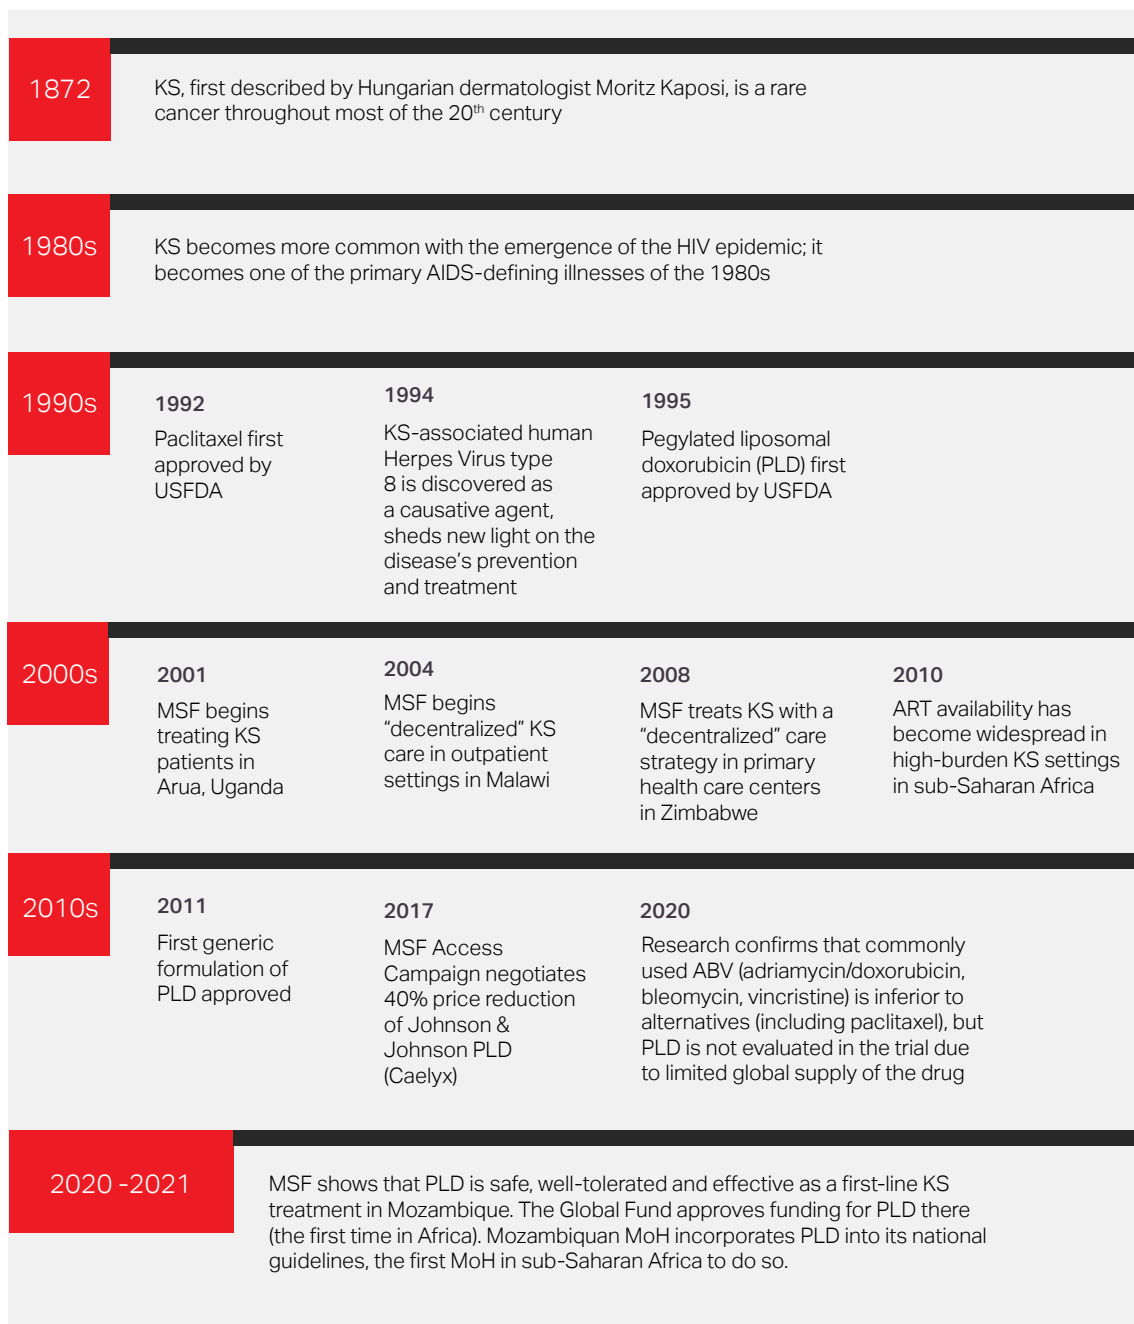 1872
KS, first described by Hungarian dermatologist Moritz Kaposi, is a rare
cancer throughout most of the 20th century
1980s
KS becomes more common with the emergence of the HIV epidemic; it
becomes one of the primary AIDS-defining illnesses of the 1980s
1990s
1992
Paclitaxel first
approved by
USFDA
1994
KS-associated human
Herpes Virus type
8 is discovered as
a causative agent,
sheds new light on the
disease's prevention
and treatment
1995
Pegylated liposomal
doxorubicin (PLD) first
approved by USFDA
2000s
2001
MSF begins
treating KS
patients in
Arua, Uganda
2004
MSF begins
“decentralized” KS
care in outpatient
settings in Malawi
2008
MSF treats KS with a
“decentralized” care
strategy in primary
health care centers
in Zimbabwe
2010
ART availability has
become widespread in
high-burden KS settings
in sub-Saharan Africa
2010s
2011
First generic
formulation of
PLD approved
2017
MSF Access
Campaign negotiates
40% price reduction
of Johnson &
Johnson PLD
(Caelyx)
2020
Research confirms that commonly
used ABV (adriamycin/doxorubicin,
bleomycin, vincristine) is inferior to
alternatives (including paclitaxel), but
PLD is not evaluated in the trial due
to limited global supply of the drug
2020 -2021
MSF shows that PLD is safe, well-tolerated and effective as a first-line KS
treatment in Mozambique. The Global Fund approves funding for PLD there
(the first time in Africa). Mozambiquan MoH incorporates PLD into its national
guidelines, the first MoH in sub-Saharan Africa to do so.